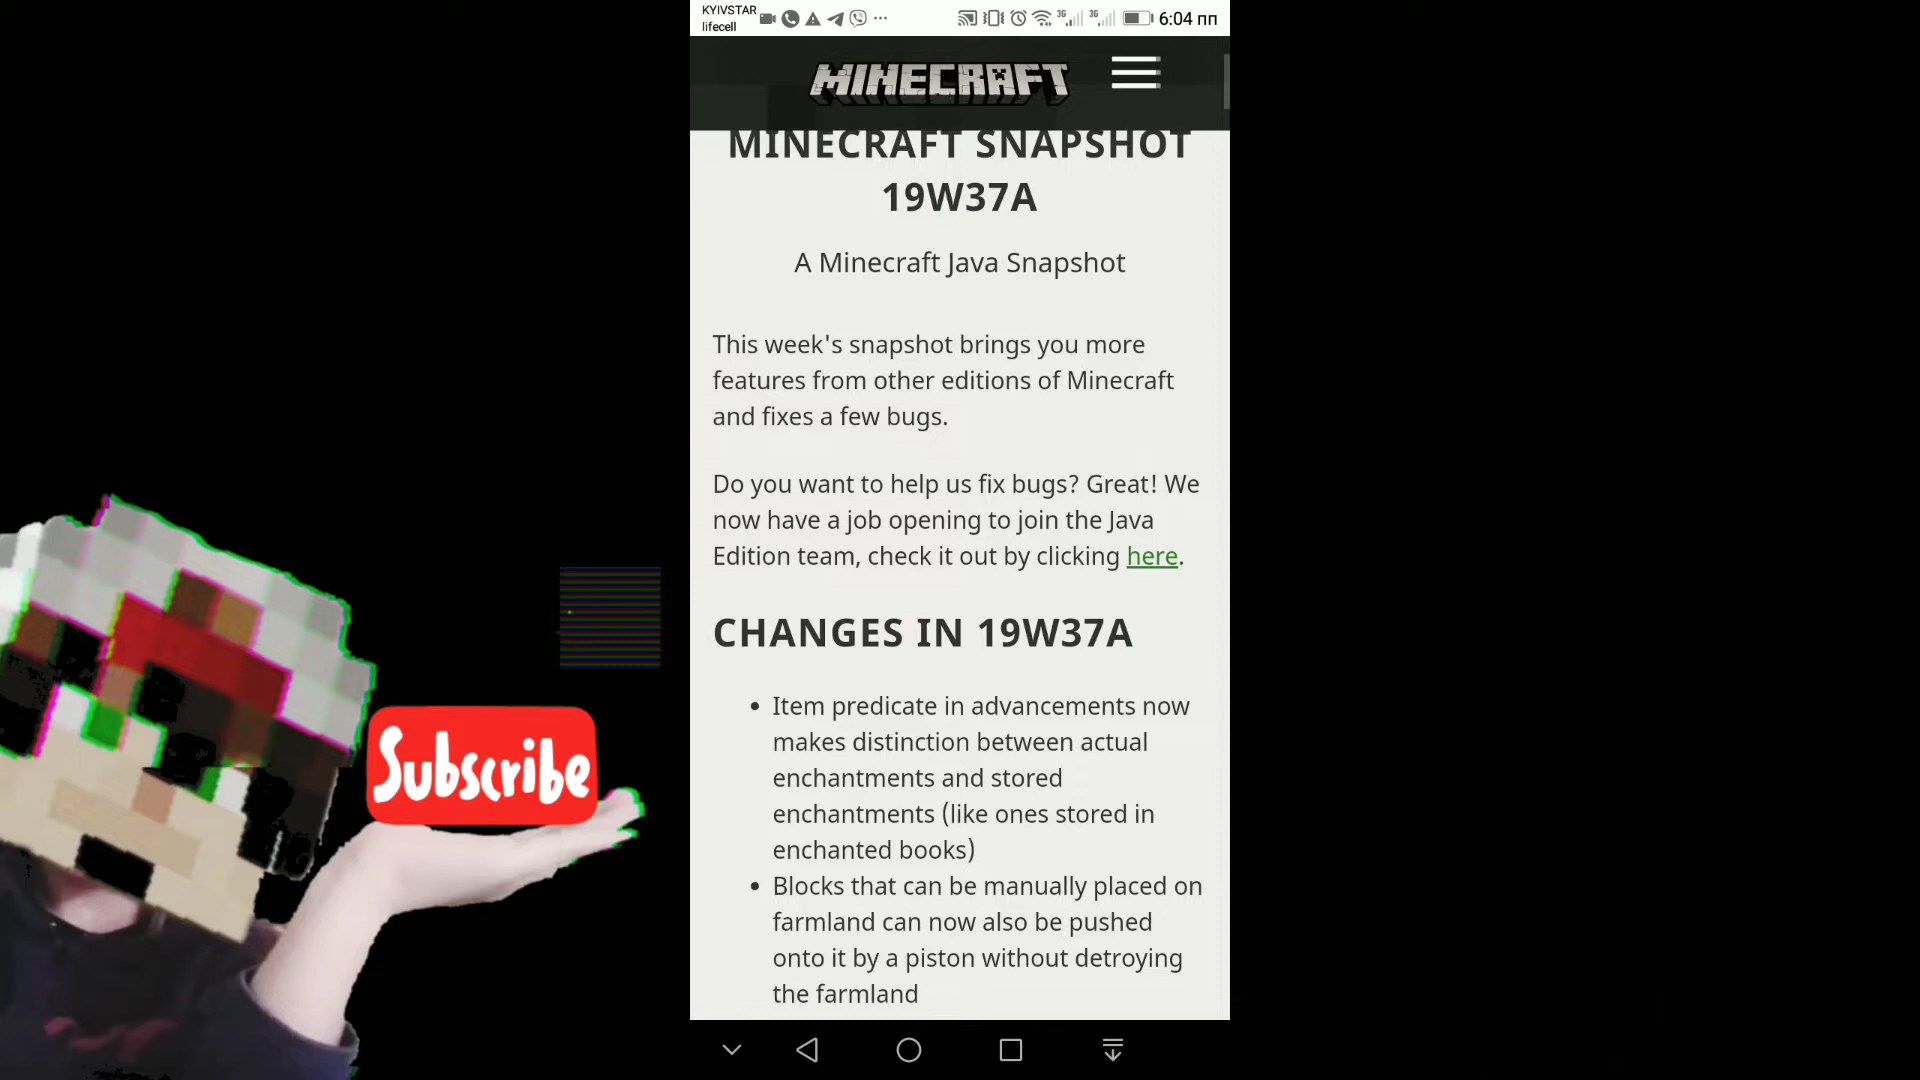 KYIVSTAR
lifecell
3G
3G
6:04 пп
MINECRAFT
MINECRAFT SNAPSHOT
19W37A
A Minecraft Java Snapshot
This week's snapshot brings you more
features from other editions of Minecraft
and fixes a few bugs.
Do you want to help us fix bugs? Great! We
now have a job opening to join the Java
Edition team, check it out by clicking here.
CHANGES IN 19W37A
• Item predicate in advancements now
makes distinction between actual
enchantments and stored
enchantments (like ones stored in
enchanted books)
• Blocks that can be manually placed on
farmland can now also be pushed
onto it by a piston without detroying
the farmland
Subscribe